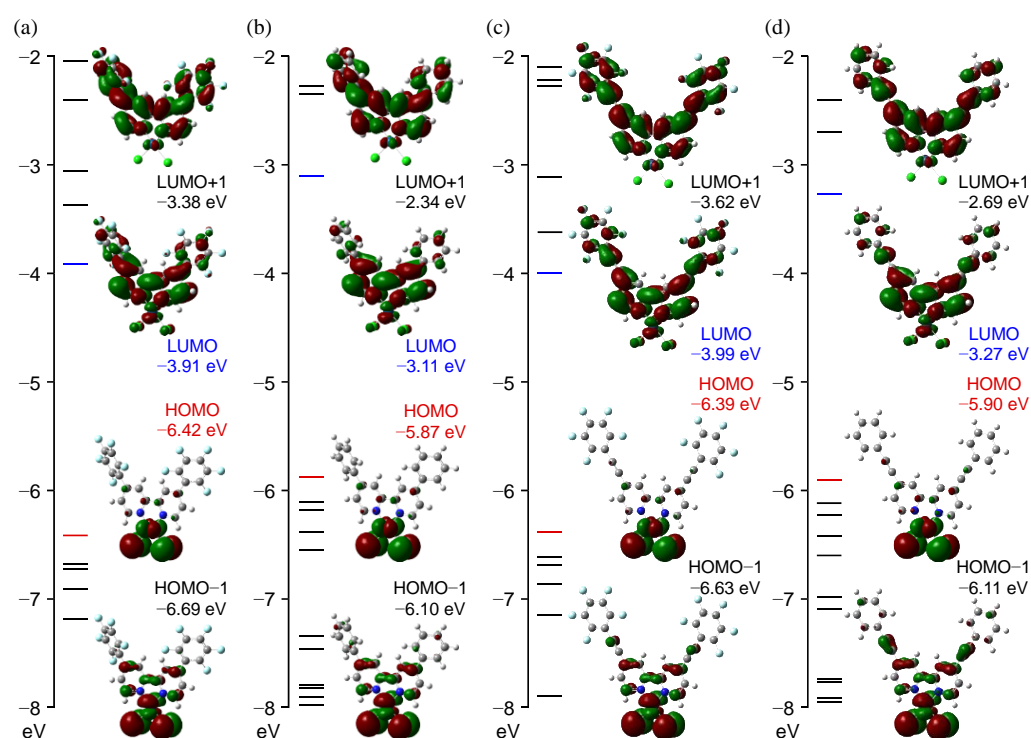 (a)
−2
−3
−4
−5
−6
−7
−8
eV
LUMO+1
−3.38 eV
LUMO
−3.91 eV
HOMO
−6.42 eV
HOMO−1
−6.69 eV
(b)
−2
−3
−4
−5
−6
−7
−8
eV
LUMO+1
−2.34 eV
LUMO
−3.11 eV
HOMO
−5.87 eV
HOMO−1
−6.10 eV
(c)
−2
−3
−4
−5
−6
−7
−8
eV
LUMO+1
−3.62 eV
LUMO
−3.99 eV
HOMO
−6.39 eV
HOMO−1
−6.63 eV
(d)
−2
−3
−4
−5
−6
−7
−8
eV
LUMO+1
−2.69 eV
LUMO
−3.27 eV
HOMO
−5.90 eV
HOMO−1
−6.11 eV